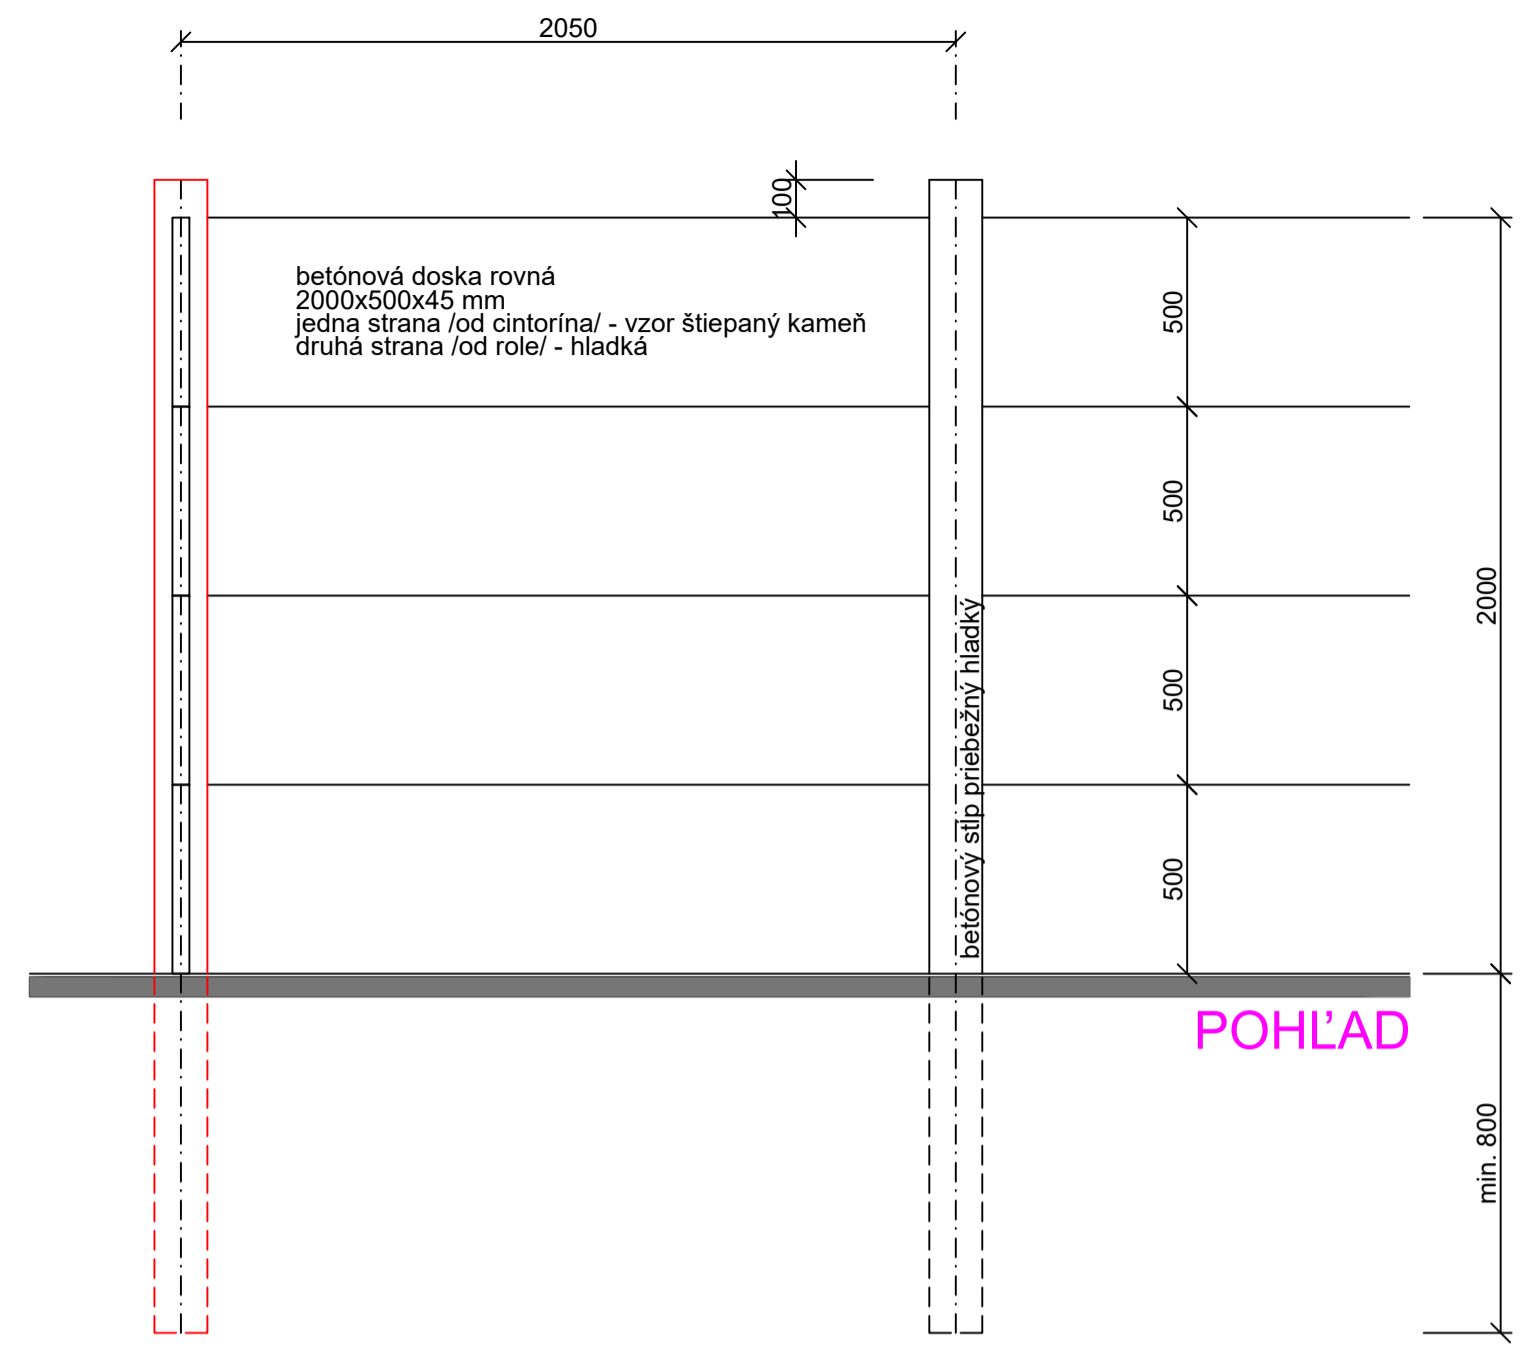 2050
100
betónová doska rovná
2000x500x45 mm
jedna strana /od cintorína/ - vzor štiepaný kameň
druhá strana /od role/ - hladká
500
500
500
500
2000
betónový stĺp priebežný hladký
POHĽAD
min. 800